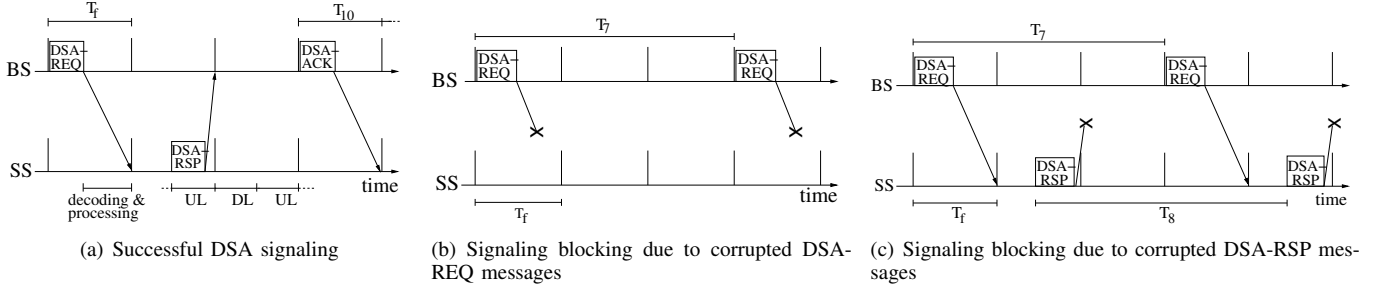 T_f
T_10
DSA-
REQ
DSA-
ACK
BS
DSA-
RSP
SS
time
decoding &
processing
UL
DL
UL
(a) Successful DSA signaling
T_7
DSA-
REQ
DSA-
REQ
BS
SS
time
T_f
(b) Signaling blocking due to corrupted DSA-
REQ messages
T_7
DSA-
REQ
DSA-
REQ
BS
DSA-
RSP
DSA-
RSP
SS
time
T_f
T_8
(c) Signaling blocking due to corrupted DSA-RSP mes-
sages